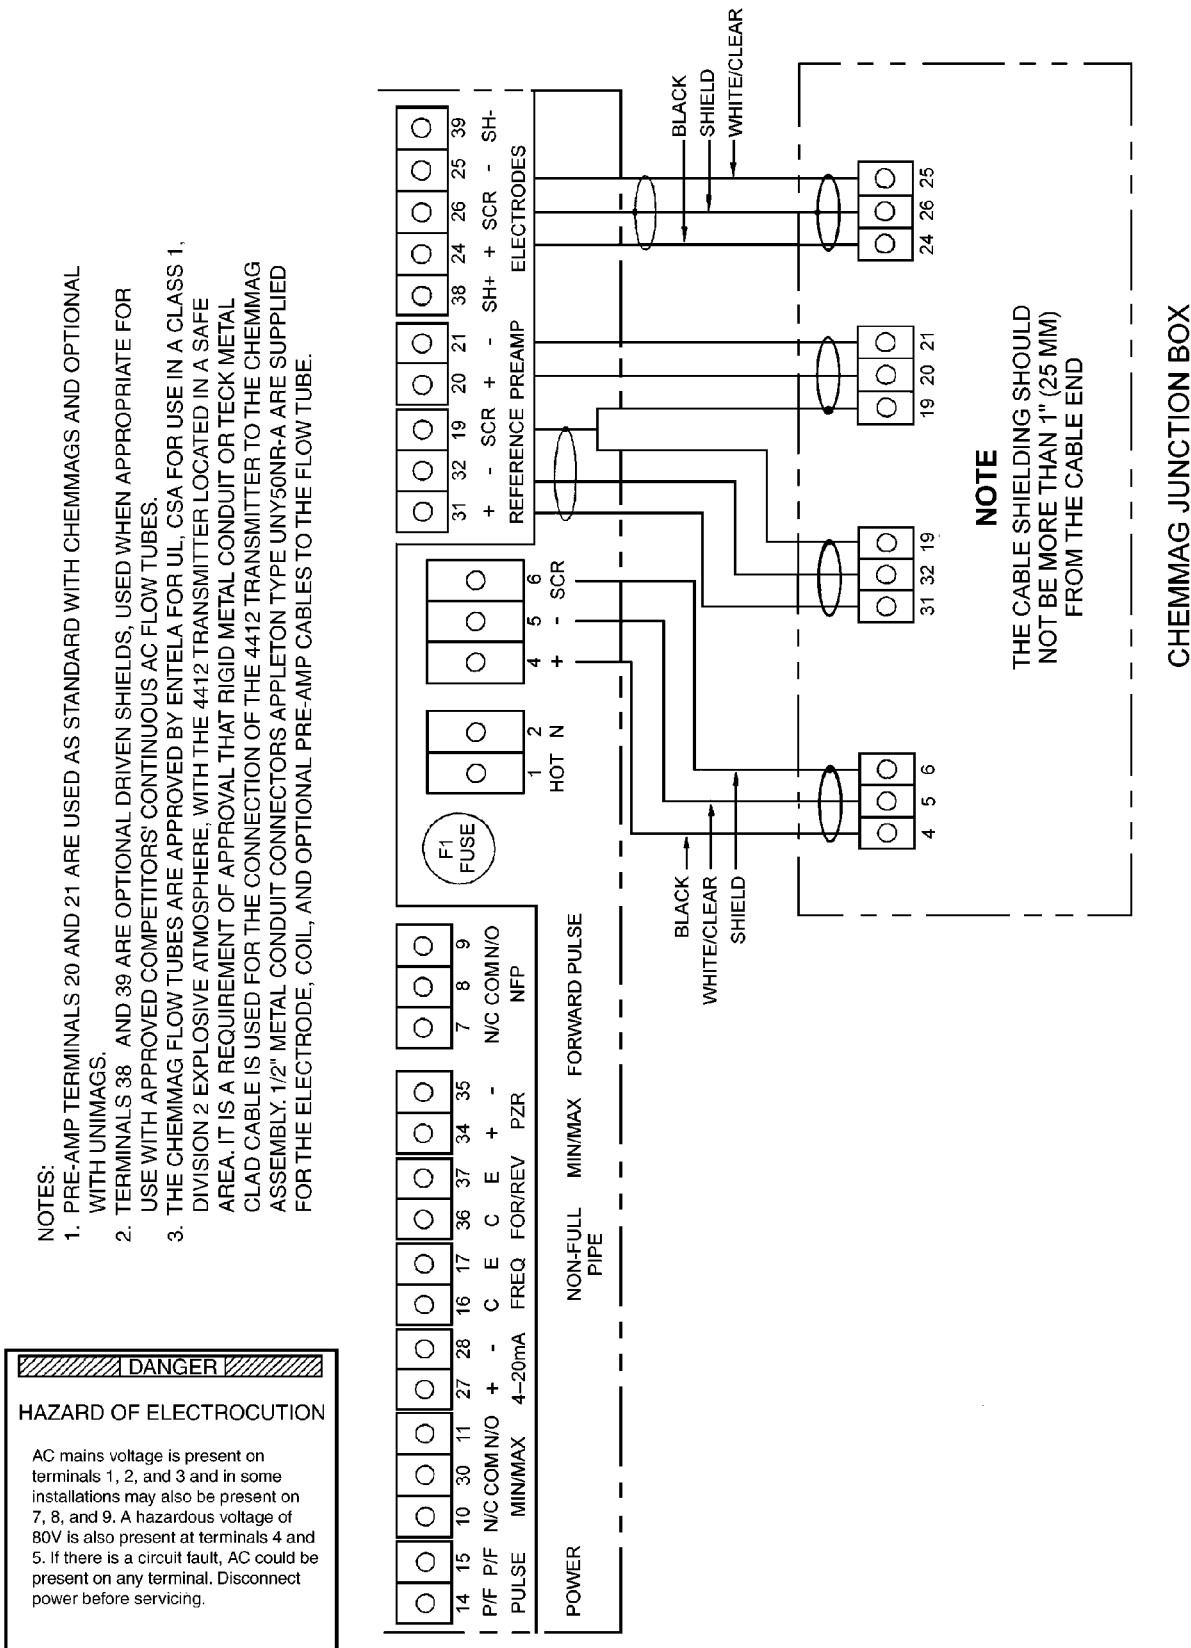 NOTES:
1. PRE-AMP TERMINALS 20 AND 21 ARE USED AS STANDARD WITH CHEMMAGS AND OPTIONAL
WITH UNIMAGS.
2. TERMINALS 38 AND 39 ARE OPTIONAL DRIVEN SHIELDS, USED WHEN APPROPRIATE FOR
USE WITH APPROVED COMPETITORS' CONTINUOUS AC FLOW TUBES.
3. THE CHEMMAG FLOW TUBES ARE APPROVED BY ENTELA FOR UL, CSA FOR USE IN A CLASS 1,
DIVISION 2 EXPLOSIVE ATMOSPHERE, WITH THE 4412 TRANSMITTER LOCATED IN A SAFE
AREA. IT IS A REQUIREMENT OF APPROVAL THAT RIGID METAL CONDUIT OR TECK METAL
CLAD CABLE IS USED FOR THE CONNECTION OF THE 4412 TRANSMITTER TO THE CHEMMAG
ASSEMBLY. 1/2" METAL CONDUIT CONNECTORS APPLETON TYPE UNY50NR-A ARE SUPPLIED
FOR THE ELECTRODE, COIL, AND OPTIONAL PRE-AMP CABLES TO THE FLOW TUBE.
DANGER
HAZARD OF ELECTROCUTION
AC mains voltage is present on
terminals 1, 2, and 3 and in some
installations may also be present on
7, 8, and 9. A hazardous voltage of
80V is also present at terminals 4 and
5. If there is a circuit fault, AC could be
present on any terminal. Disconnect
power before servicing.
14 15 10 30 11 27 28 16 17 36 37 34 35 7 8 9
P/F P/F N/C COM N/O + - C E C E + - N/C COM N/O
PULSE MIN/MAX 4–20mA FREQ FOR/REV PZR NFP
POWER NON-FULL MIN/MAX FORWARD PULSE
PIPE
F1
FUSE
1 2
HOT N
4 5 6
+ - SCR
31 32 19 20 21 38 24 26 25 39
+ - SCR + - SH+ + SCR - SH-
REFERENCE PREAMP ELECTRODES
BLACK
WHITE/CLEAR
SHIELD
BLACK
SHIELD
WHITE/CLEAR
4 5 6
31 32 19
19 20 21
24 26 25
NOTE
THE CABLE SHIELDING SHOULD
NOT BE MORE THAN 1" (25 MM)
FROM THE CABLE END
CHEMMAG JUNCTION BOX